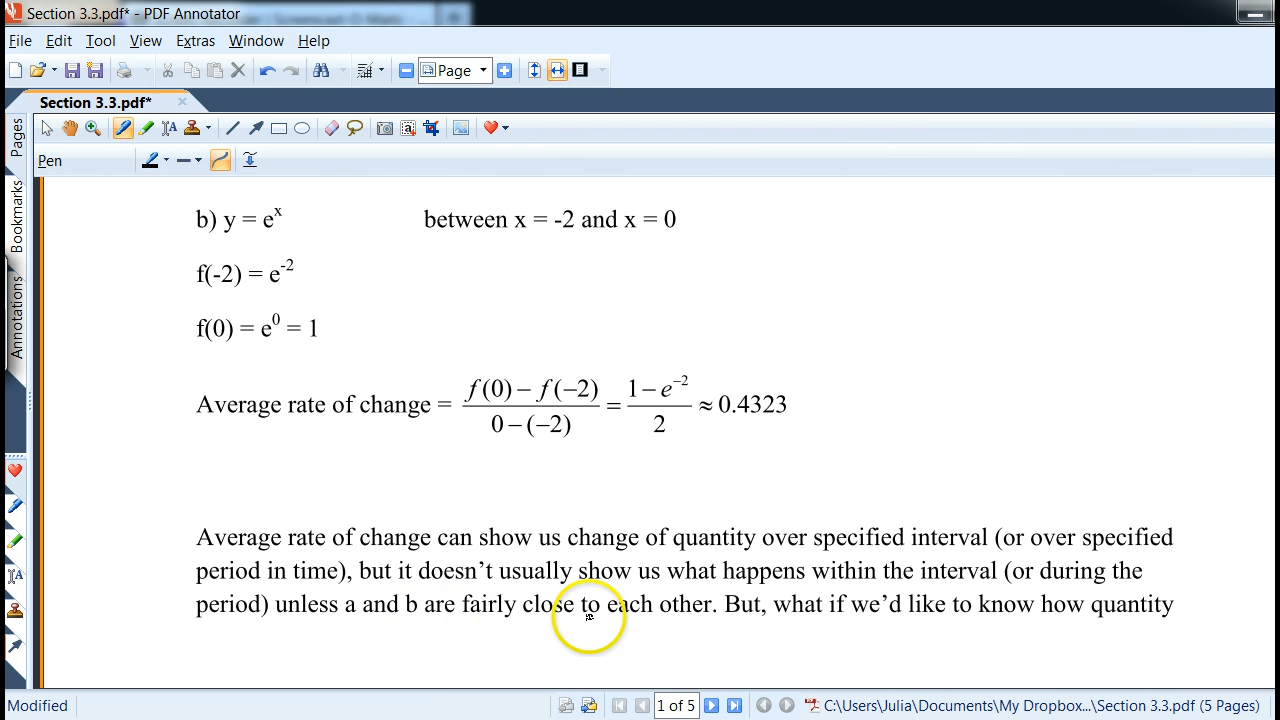 Section 3.3.pdf* - PDF Annotator
File Edit Tool View Extras Window Help
Page
Section 3.3.pdf*
Pages
Bookmarks
Annotations
Pen
b) y = e^x between x = -2 and x = 0
f(-2) = e^-2
f(0) = e^0 = 1
Average rate of change = f(0) − f(−2) / 0 − (−2) = 1 − e^−2 / 2 ≈ 0.4323
Average rate of change can show us change of quantity over specified interval (or over specified
period in time), but it doesn’t usually show us what happens within the interval (or during the
period) unless a and b are fairly close to each other. But, what if we’d like to know how quantity
Modified
1 of 5
C:\Users\Julia\Documents\My Dropbox...\Section 3.3.pdf (5 Pages)